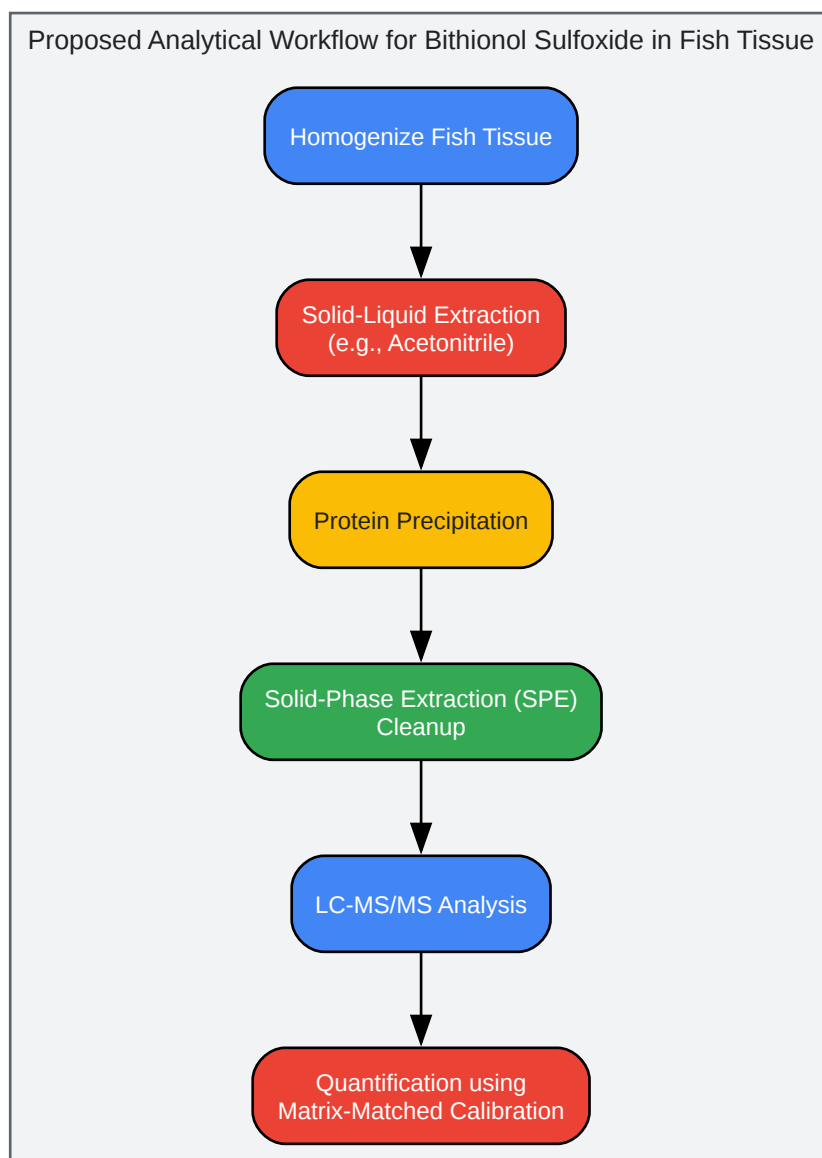 Proposed Analytical Workflow for Bithionol Sulfoxide in Fish Tissue
Homogenize Fish Tissue
Solid-Liquid Extraction
(e.g., Acetonitrile)
Protein Precipitation
Solid-Phase Extraction (SPE)
Cleanup
LC-MS/MS Analysis
Quantification using
Matrix-Matched Calibration